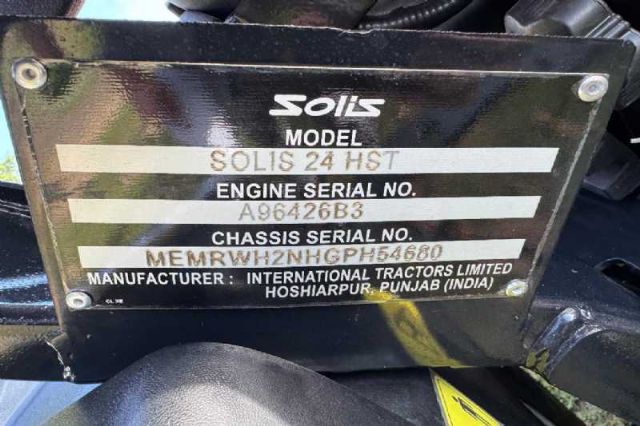 Solis
MODEL
SOLIS 24 HST
ENGINE SERIAL NO.
A96426B3
CHASSIS SERIAL NO.
MEMRWH2NHGPH54680
MANUFACTURER : INTERNATIONAL TRACTORS LIMITED
HOSHIARPUR, PUNJAB (INDIA)